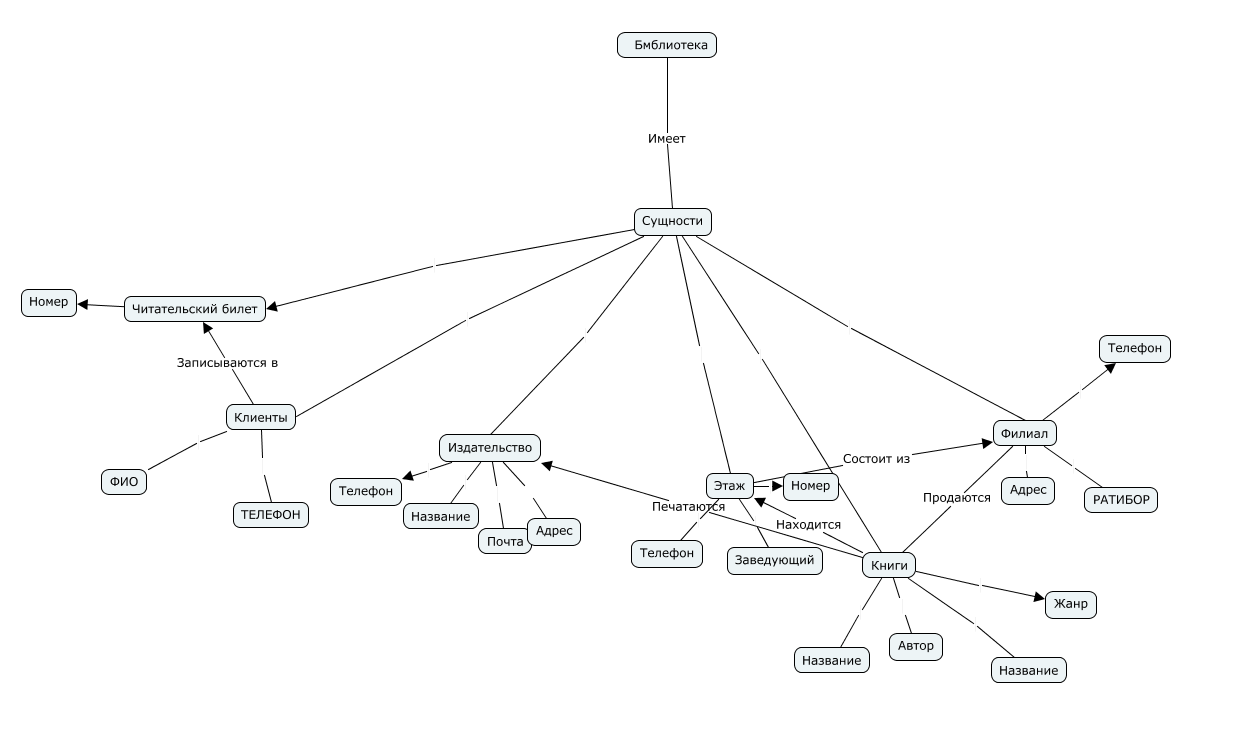 Бмблиотека
Имеет
Сущности
Номер
Читательский билет
Телефон
Записываются в
Клиенты
Филиал
Издательство
Состоит из
ФИО
Телефон
Этаж
Номер
Адрес
РАТИБОР
Продаются
Печатаются
Название
ТЕЛЕФОН
Находится
Адрес
Почта
Телефон
Заведующий
Книги
Жанр
Автор
Название
Название